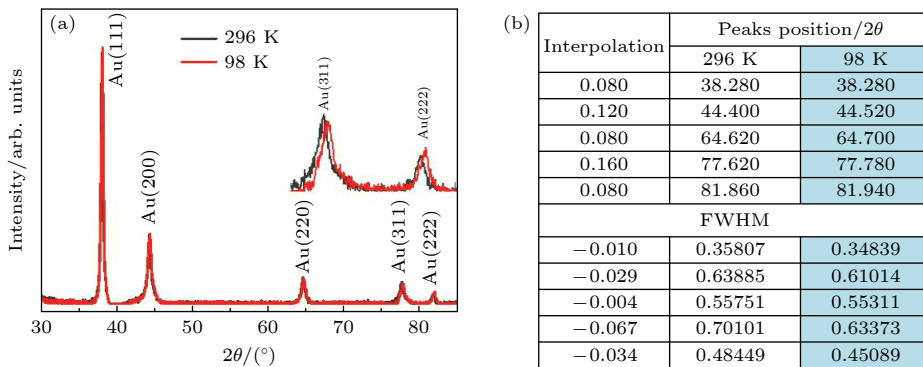 (a)
296 K
98 K
Au(111)
Au(200)
Au(220)
Au(311)
Au(222)
Au(311)
Au(222)
Intensity/arb. units
30 40 50 60 70 80
2θ/(°)
(b)
Interpolation Peaks position/2θ
296 K 98 K
0.080 38.280 38.280
0.120 44.400 44.520
0.080 64.620 64.700
0.160 77.620 77.780
0.080 81.860 81.940
FWHM
−0.010 0.35807 0.34839
−0.029 0.63885 0.61014
−0.004 0.55751 0.55311
−0.067 0.70101 0.63373
−0.034 0.48449 0.45089